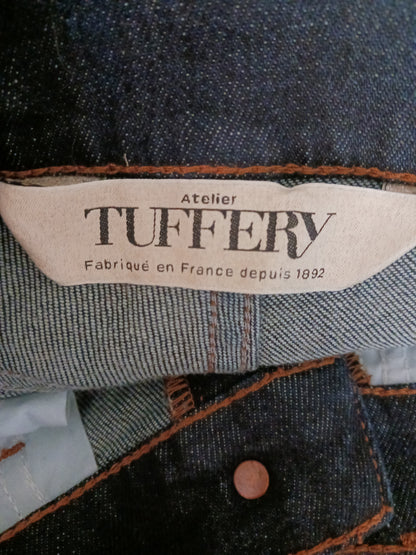 Atelier
TUFFERY
Fabriqué en France depuis 1892